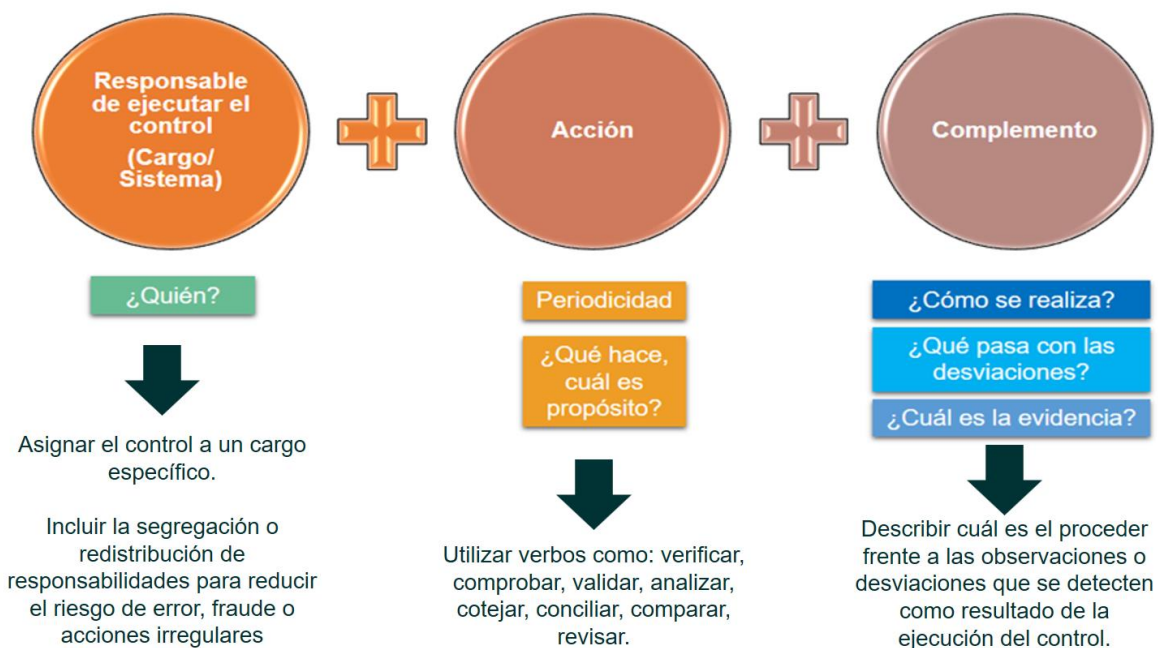 Responsable
de ejecutar el
control
(Cargo/
Sistema)
Acción
Complemento
¿Quién?
Asignar el control a un cargo
específico.
Incluir la segregación o
redistribución de
responsabilidades para reducir
el riesgo de error, fraude o
acciones irregulares
Periodicidad
¿Qué hace,
cuál es
propósito?
Utilizar verbos como: verificar,
comprobar, validar, analizar,
cotejar, conciliar, comparar,
revisar.
¿Cómo se realiza?
¿Qué pasa con las
desviaciones?
¿Cuál es la evidencia?
Describir cuál es el proceder
frente a las observaciones o
desviaciones que se detecten
como resultado de la
ejecución del control.